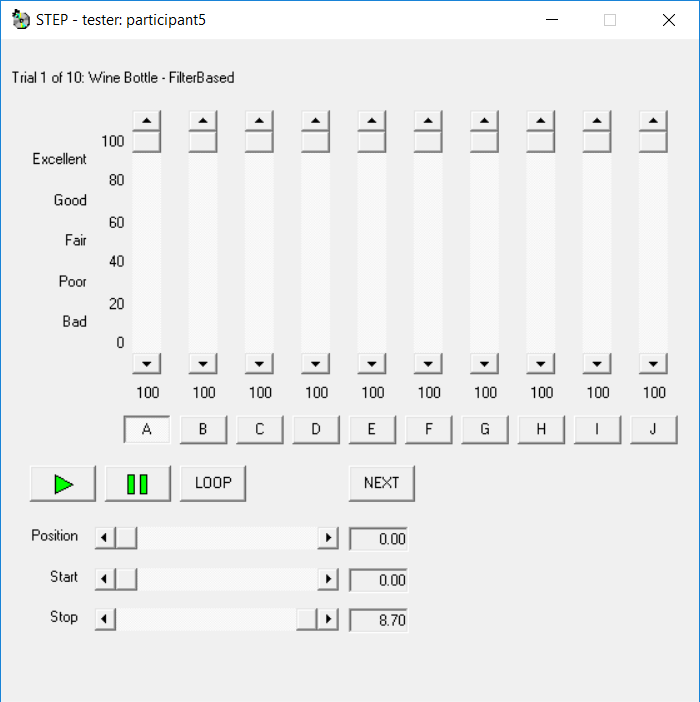 STEP - tester: participant5
Trial 1 of 10: Wine Bottle - FilterBased
100
Excellent
80
Good
60
Fair
40
Poor
20
Bad
0
100 100 100 100 100 100 100 100 100 100
A B C D E F G H I J
LOOP NEXT
Position 0.00
Start 0.00
Stop 8.70